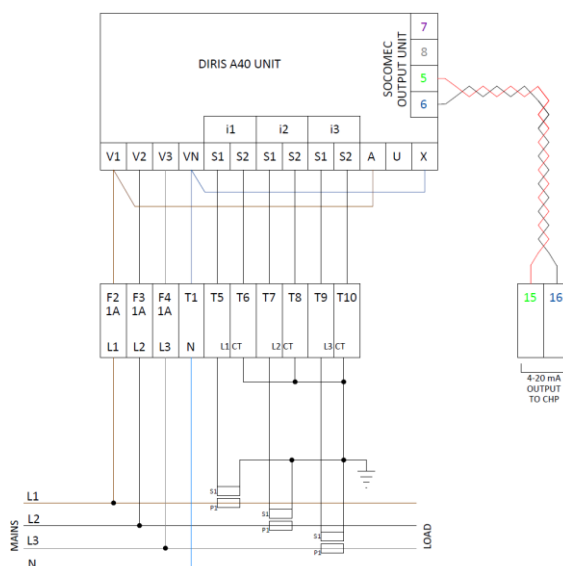 7
8
5
6
SOCOMEC
OUTPUT UNIT
DIRIS A40 UNIT
i1 i2 i3
V1 V2 V3 VN S1 S2 S1 S2 S1 S2 A U X
F2 F3 F4 T1 T5 T6 T7 T8 T9 T10
1A 1A 1A
L1 L2 L3 N L1 CT L2 CT L3 CT
15 16
4-20 mA
OUTPUT
TO CHP
S1
P1
S1
P1
S1
P1
L1
L2
L3
N
MAINS
LOAD